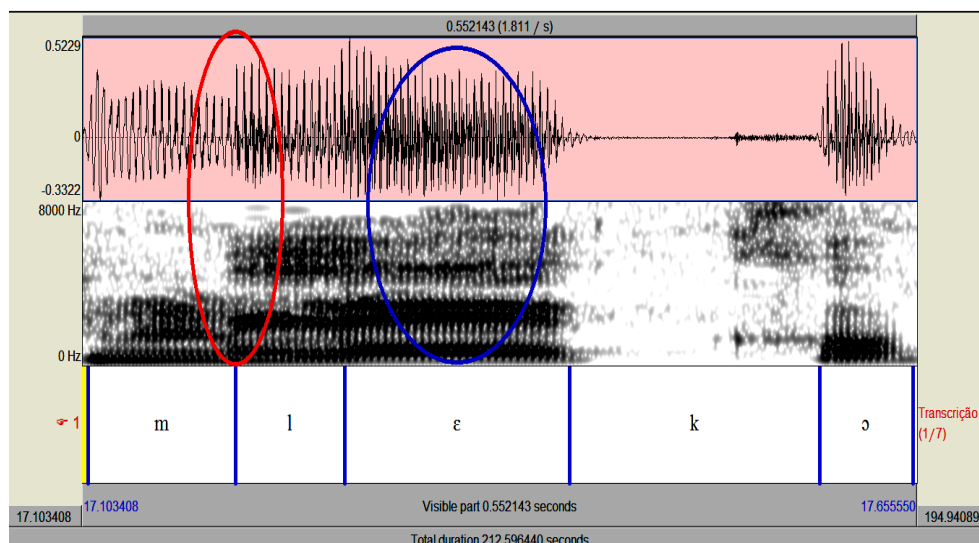 0.552143 (1.811 / s)
0.5229
0
-0.3322
8000 Hz
0 Hz
☞ 1
m l ɛ k ɔ
Transcrição
(1/7)
17.103408 Visible part 0.552143 seconds 17.655550
17.103408 194.94089
Total duration 212.596440 seconds